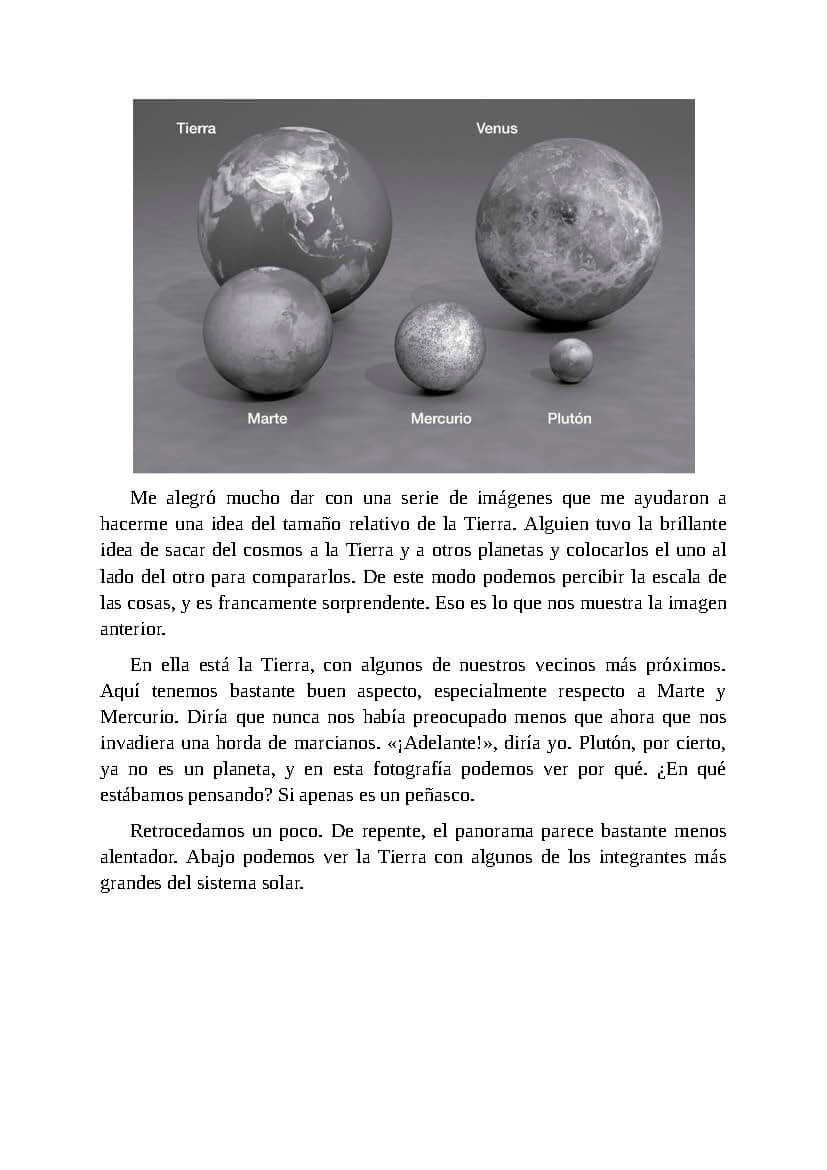 Tierra
Venus
Marte
Mercurio
Plutón
Me alegró mucho dar con una serie de imágenes que me ayudaron a
hacerme una idea del tamaño relativo de la Tierra. Alguien tuvo la brillante
idea de sacar del cosmos a la Tierra y a otros planetas y colocarlos el uno al
lado del otro para compararlos. De este modo podemos percibir la escala de
las cosas, y es francamente sorprendente. Eso es lo que nos muestra la imagen
anterior.
En ella está la Tierra, con algunos de nuestros vecinos más próximos.
Aquí tenemos bastante buen aspecto, especialmente respecto a Marte y
Mercurio. Diría que nunca nos había preocupado menos que ahora que nos
invadiera una horda de marcianos. «¡Adelante!», diría yo. Plutón, por cierto,
ya no es un planeta, y en esta fotografía podemos ver por qué. ¿En qué
estábamos pensando? Si apenas es un peñasco.
Retrocedamos un poco. De repente, el panorama parece bastante menos
alentador. Abajo podemos ver la Tierra con algunos de los integrantes más
grandes del sistema solar.